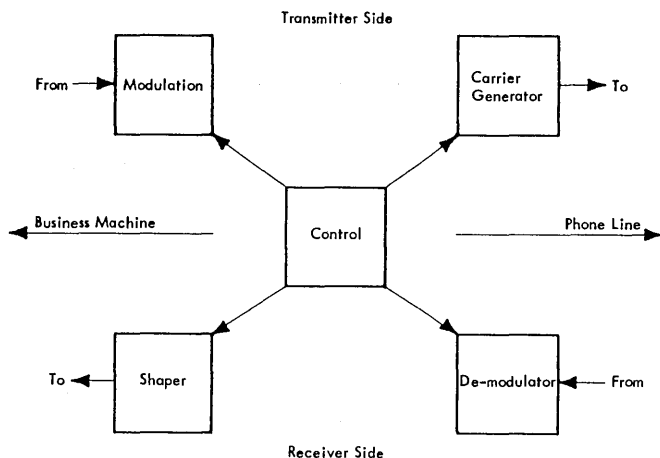 Transmitter Side
From
Modulation
Carrier
Generator
To
Business Machine
Control
Phone Line
To
Shaper
De-modulator
From
Receiver Side